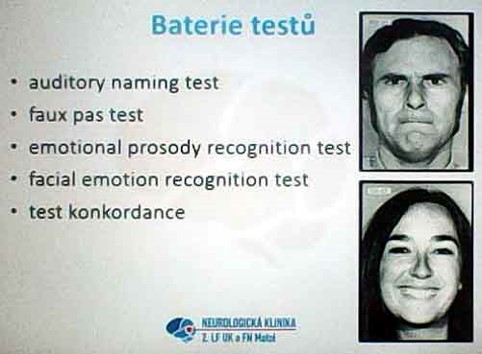 Baterie testů
• auditory naming test
• faux pas test
• emotional prosody recognition test
• facial emotion recognition test
• test konkordance
NEUROLOGICKÁ KLINIKA
2. LF UK a FN Motol